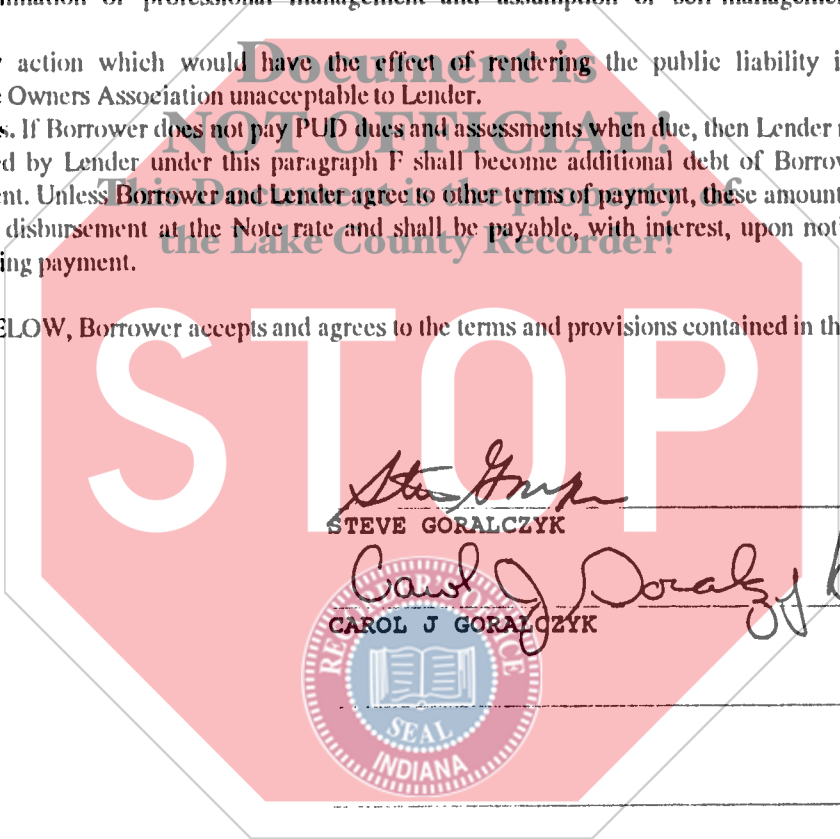 action which would have the effect of rendering the public liability i
Document is
Owners Association unacceptable to Lender.
s. If Borrower does not pay PUD dues and assessments when due, then Lender
NOT OFFICIAL!
d by Lender under this paragraph F shall become additional debt of Borrow
This Document is the property of
nt. Unless Borrower and Lender agree to other terms of payment, these amount
disbursement at the Note rate and shall be payable, with interest, upon not
the Lake County Recorder!
ing payment.
ELOW, Borrower accepts and agrees to the terms and provisions contained in th
STOP
STEVE GORALCZYK
Carol J Goralczyk
CAROL J GORALCZYK
RECORDER'S OFFICE
SEAL
INDIANA